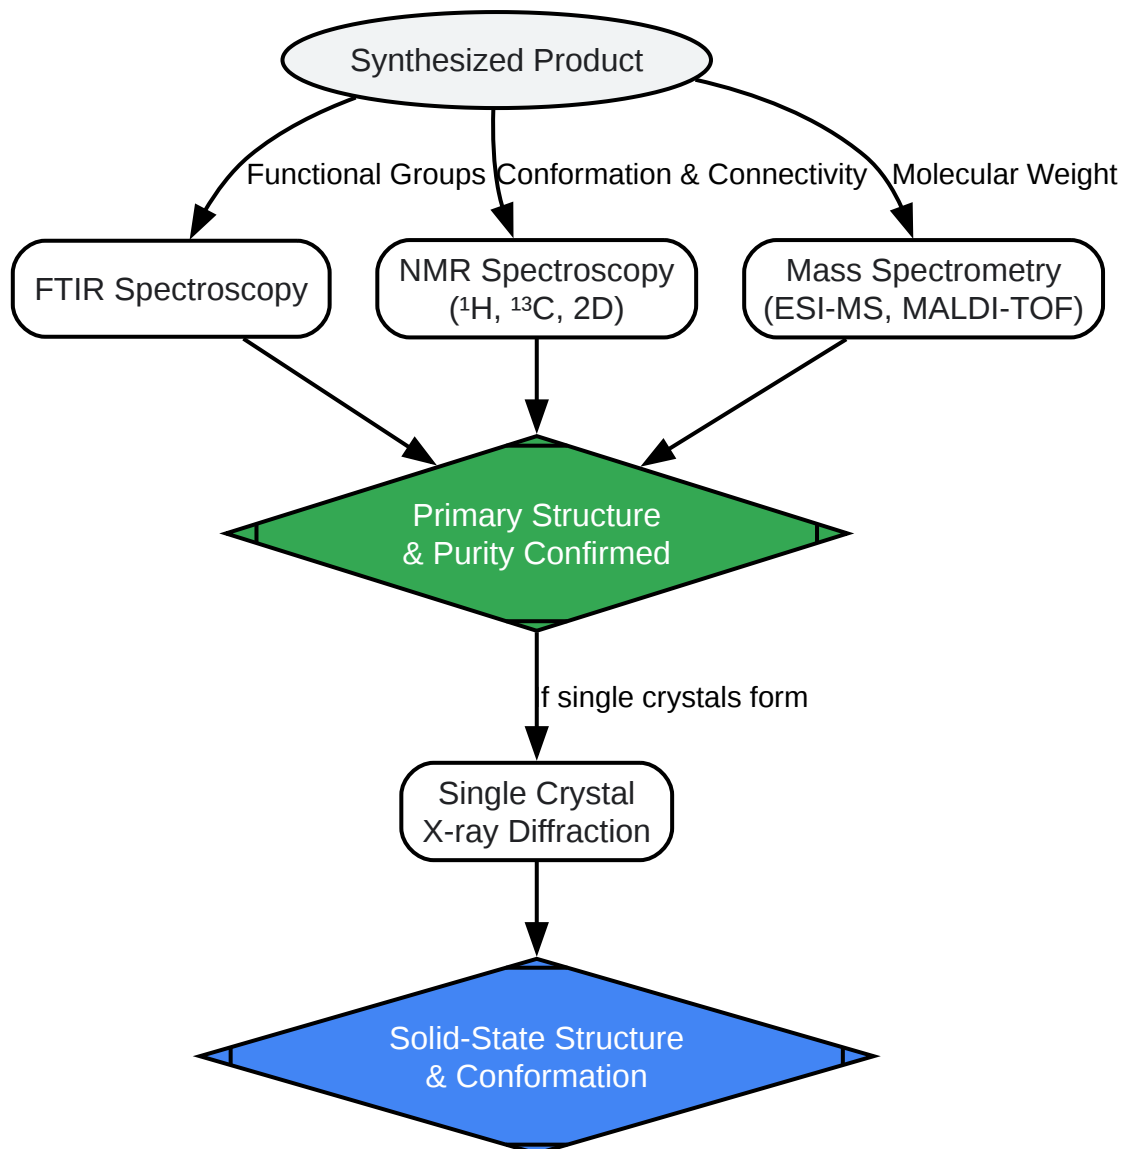 Synthesized Product
Functional Groups
Conformation & Connectivity
Molecular Weight
FTIR Spectroscopy
NMR Spectroscopy
(¹H, ¹³C, 2D)
Mass Spectrometry
(ESI-MS, MALDI-TOF)
Primary Structure
& Purity Confirmed
If single crystals form
Single Crystal
X-ray Diffraction
Solid-State Structure
& Conformation